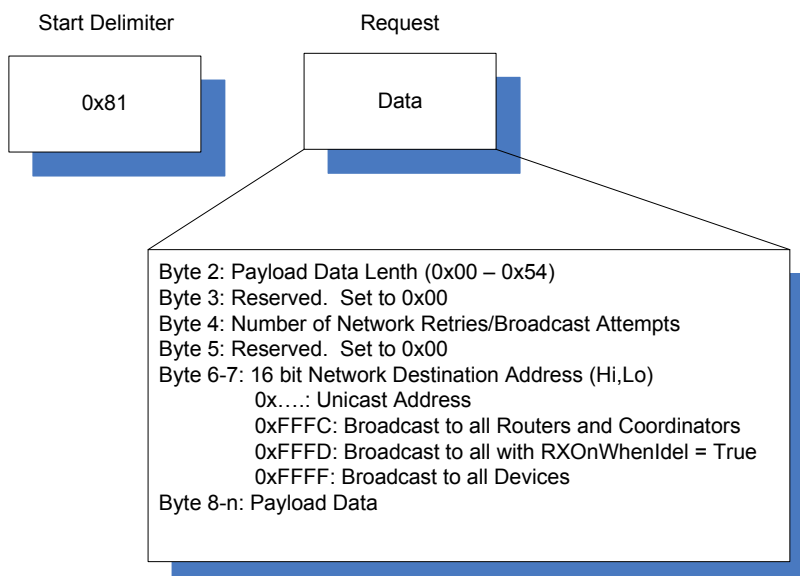 Start Delimiter
Request
0x81
Data
Byte 2: Payload Data Lenth (0x00 – 0x54)
Byte 3: Reserved.  Set to 0x00
Byte 4: Number of Network Retries/Broadcast Attempts
Byte 5: Reserved.  Set to 0x00
Byte 6-7: 16 bit Network Destination Address (Hi,Lo)
0x….: Unicast Address
0xFFFC: Broadcast to all Routers and Coordinators
0xFFFD: Broadcast to all with RXOnWhenIdel = True
0xFFFF: Broadcast to all Devices
Byte 8-n: Payload Data